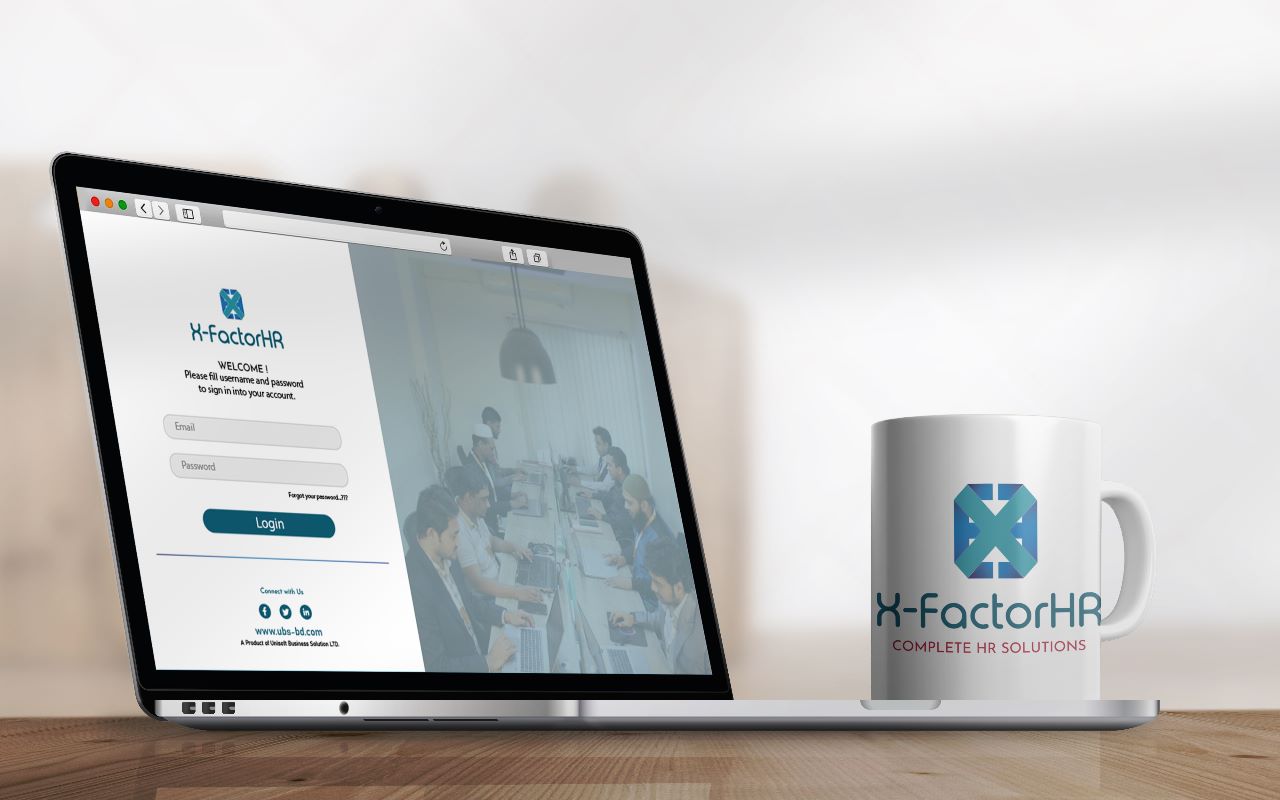 X-FactorHR
WELCOME !
Please fill username and password
to sign in into your account.
Email
Password
Forgot your password..???
Login
Connect with Us
www.ubs-bd.com
A Product of Uniselt Business Solution LTD.
X-FactorHR
COMPLETE HR SOLUTIONS